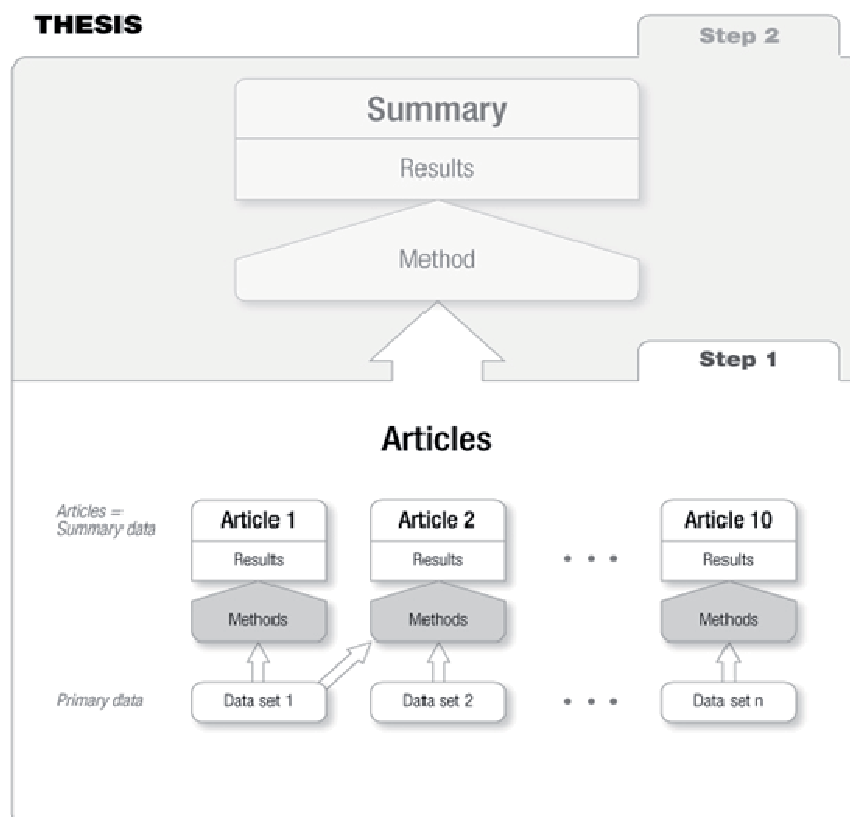 THESIS
Step 2
Summary
Results
Method
Step 1
Articles
Articles =
Summary data
Article 1
Article 2
Article 10
Results
Results
• • •
Results
Methods
Methods
Methods
Primary data
Data set 1
Data set 2
• • •
Data set n